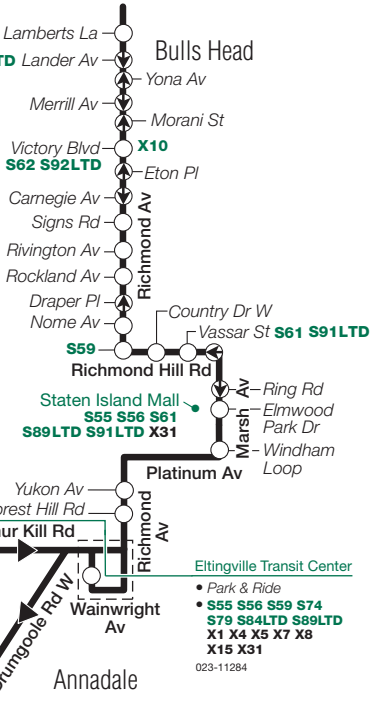 Lamberts La
Bulls Head
LTD Lander Av
Yona Av
Merrill Av
Morani St
Victory Blvd
X10
S62 S92LTD
Eton Pl
Carnegie Av
Signs Rd
Richmond Av
Rivington Av
Rockland Av
Draper Pl
Nome Av
Country Dr W
Vassar St S61 S91LTD
S59
Richmond Hill Rd
Staten Island Mall
S55 S56 S61
S89LTD S91LTD X31
Marsh Av
Ring Rd
Elmwood
Park Dr
Windham
Loop
Platinum Av
Yukon Av
orest Hill Rd
Richmond
Av
ur Kill Rd
Eltingville Transit Center
• Park & Ride
• S55 S56 S59 S74
S79 S84LTD S89LTD
X1 X4 X5 X7 X8
X15 X31
023-11284
Wainwright
Av
rumgoole Rd W
Annadale